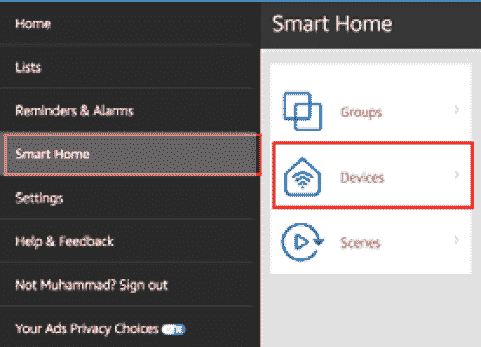 Home
Lists
Reminders & Alarms
Smart Home
Settings
Help & Feedback
Not Muhammad? Sign out
Your Ads Privacy Choices
Smart Home
Groups
Devices
Scenes